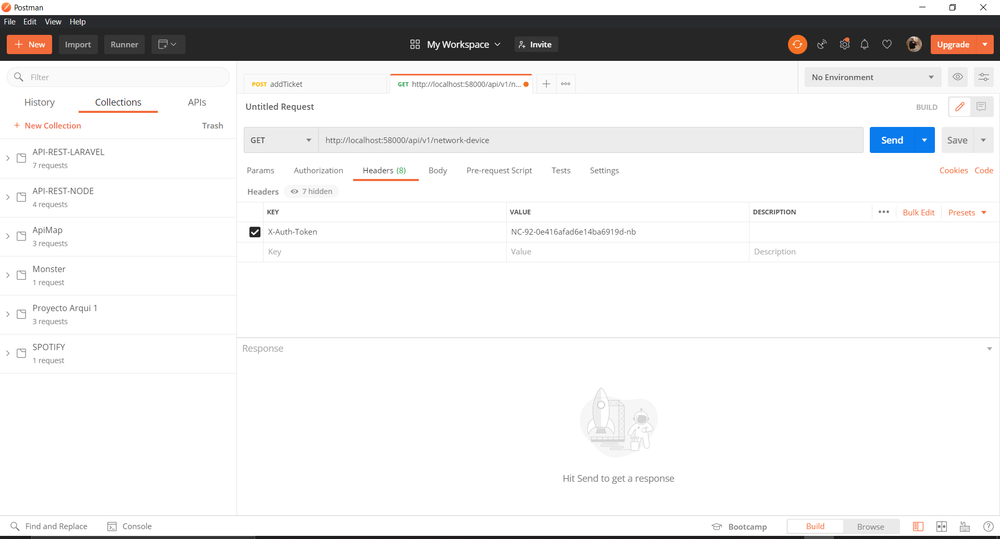 Postman
File Edit View Help
New Import Runner My Workspace Invite Upgrade
Filter
History Collections APIs
New Collection Trash
API-REST-LARAVEL
7 requests
API-REST-NODE
4 requests
ApiMap
3 requests
Monster
1 request
Proyecto Arqui 1
3 requests
SPOTIFY
1 request
POST addTicket
GET http://localhost:58000/api/v1/n...
No Environment
Untitled Request
BUILD
GET http://localhost:58000/api/v1/network-device Send Save
Params Authorization Headers (8) Body Pre-request Script Tests Settings Cookies Code
Headers 7 hidden
KEY VALUE DESCRIPTION Bulk Edit Presets
X-Auth-Token NC-92-0e416afad6e14ba6919d-nb
Key Value Description
Response
Hit Send to get a response
Find and Replace Console Bootcamp Build Browse